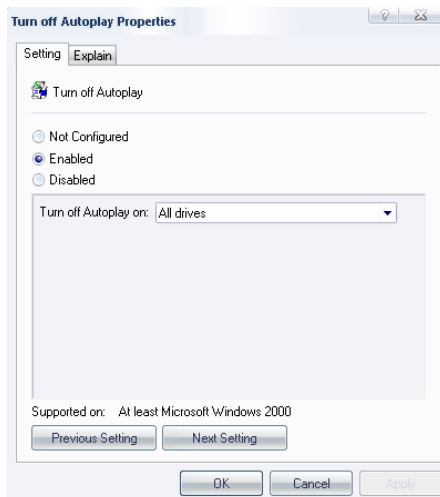 Turn off Autoplay Properties
Setting Explain
Turn off Autoplay
Not Configured
Enabled
Disabled
Turn off Autoplay on: All drives
Supported on: At least Microsoft Windows 2000
Previous Setting Next Setting
OK Cancel Apply